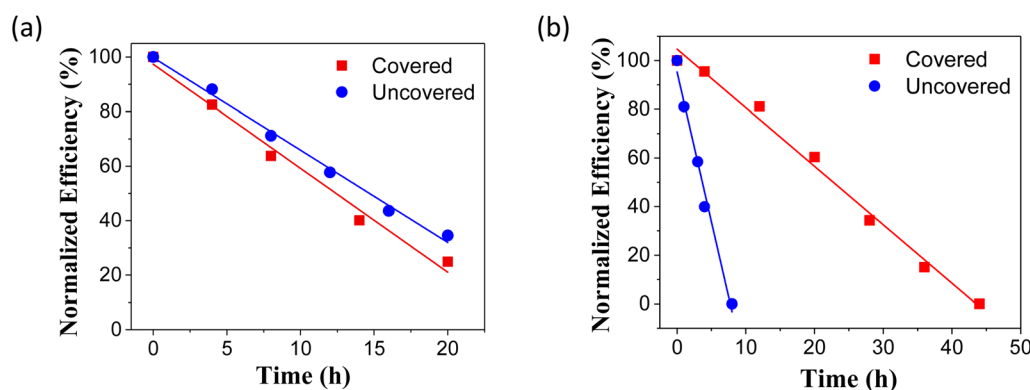 (a)
Normalized Efficiency (%)
100
80
60
40
20
0
Covered
Uncovered
0 5 10 15 20
Time (h)
(b)
Normalized Efficiency (%)
100
80
60
40
20
0
Covered
Uncovered
0 10 20 30 40 50
Time (h)